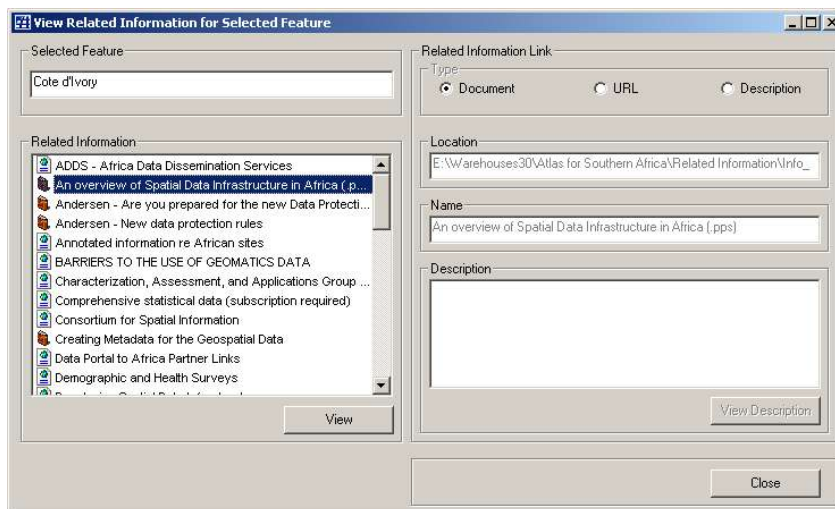 View Related Information for Selected Feature
Selected Feature
Cote d'Ivory
Related Information
ADDS - Africa Data Dissemination Services
An overview of Spatial Data Infrastructure in Africa (.p...
Andersen - Are you prepared for the new Data Protecti...
Andersen - New data protection rules
Annotated information re African sites
BARRIERS TO THE USE OF GEOMATICS DATA
Characterization, Assessment, and Applications Group ...
Comprehensive statistical data (subscription required)
Consortium for Spatial Information
Creating Metadata for the Geospatial Data
Data Portal to Africa Partner Links
Demographic and Health Surveys
View
Related Information Link
Type
Document URL Description
Location
E:\Warehouses30\Atlas for Southern Africa\Related Information\Info_
Name
An overview of Spatial Data Infrastructure in Africa (.pps)
Description
View Description
Close